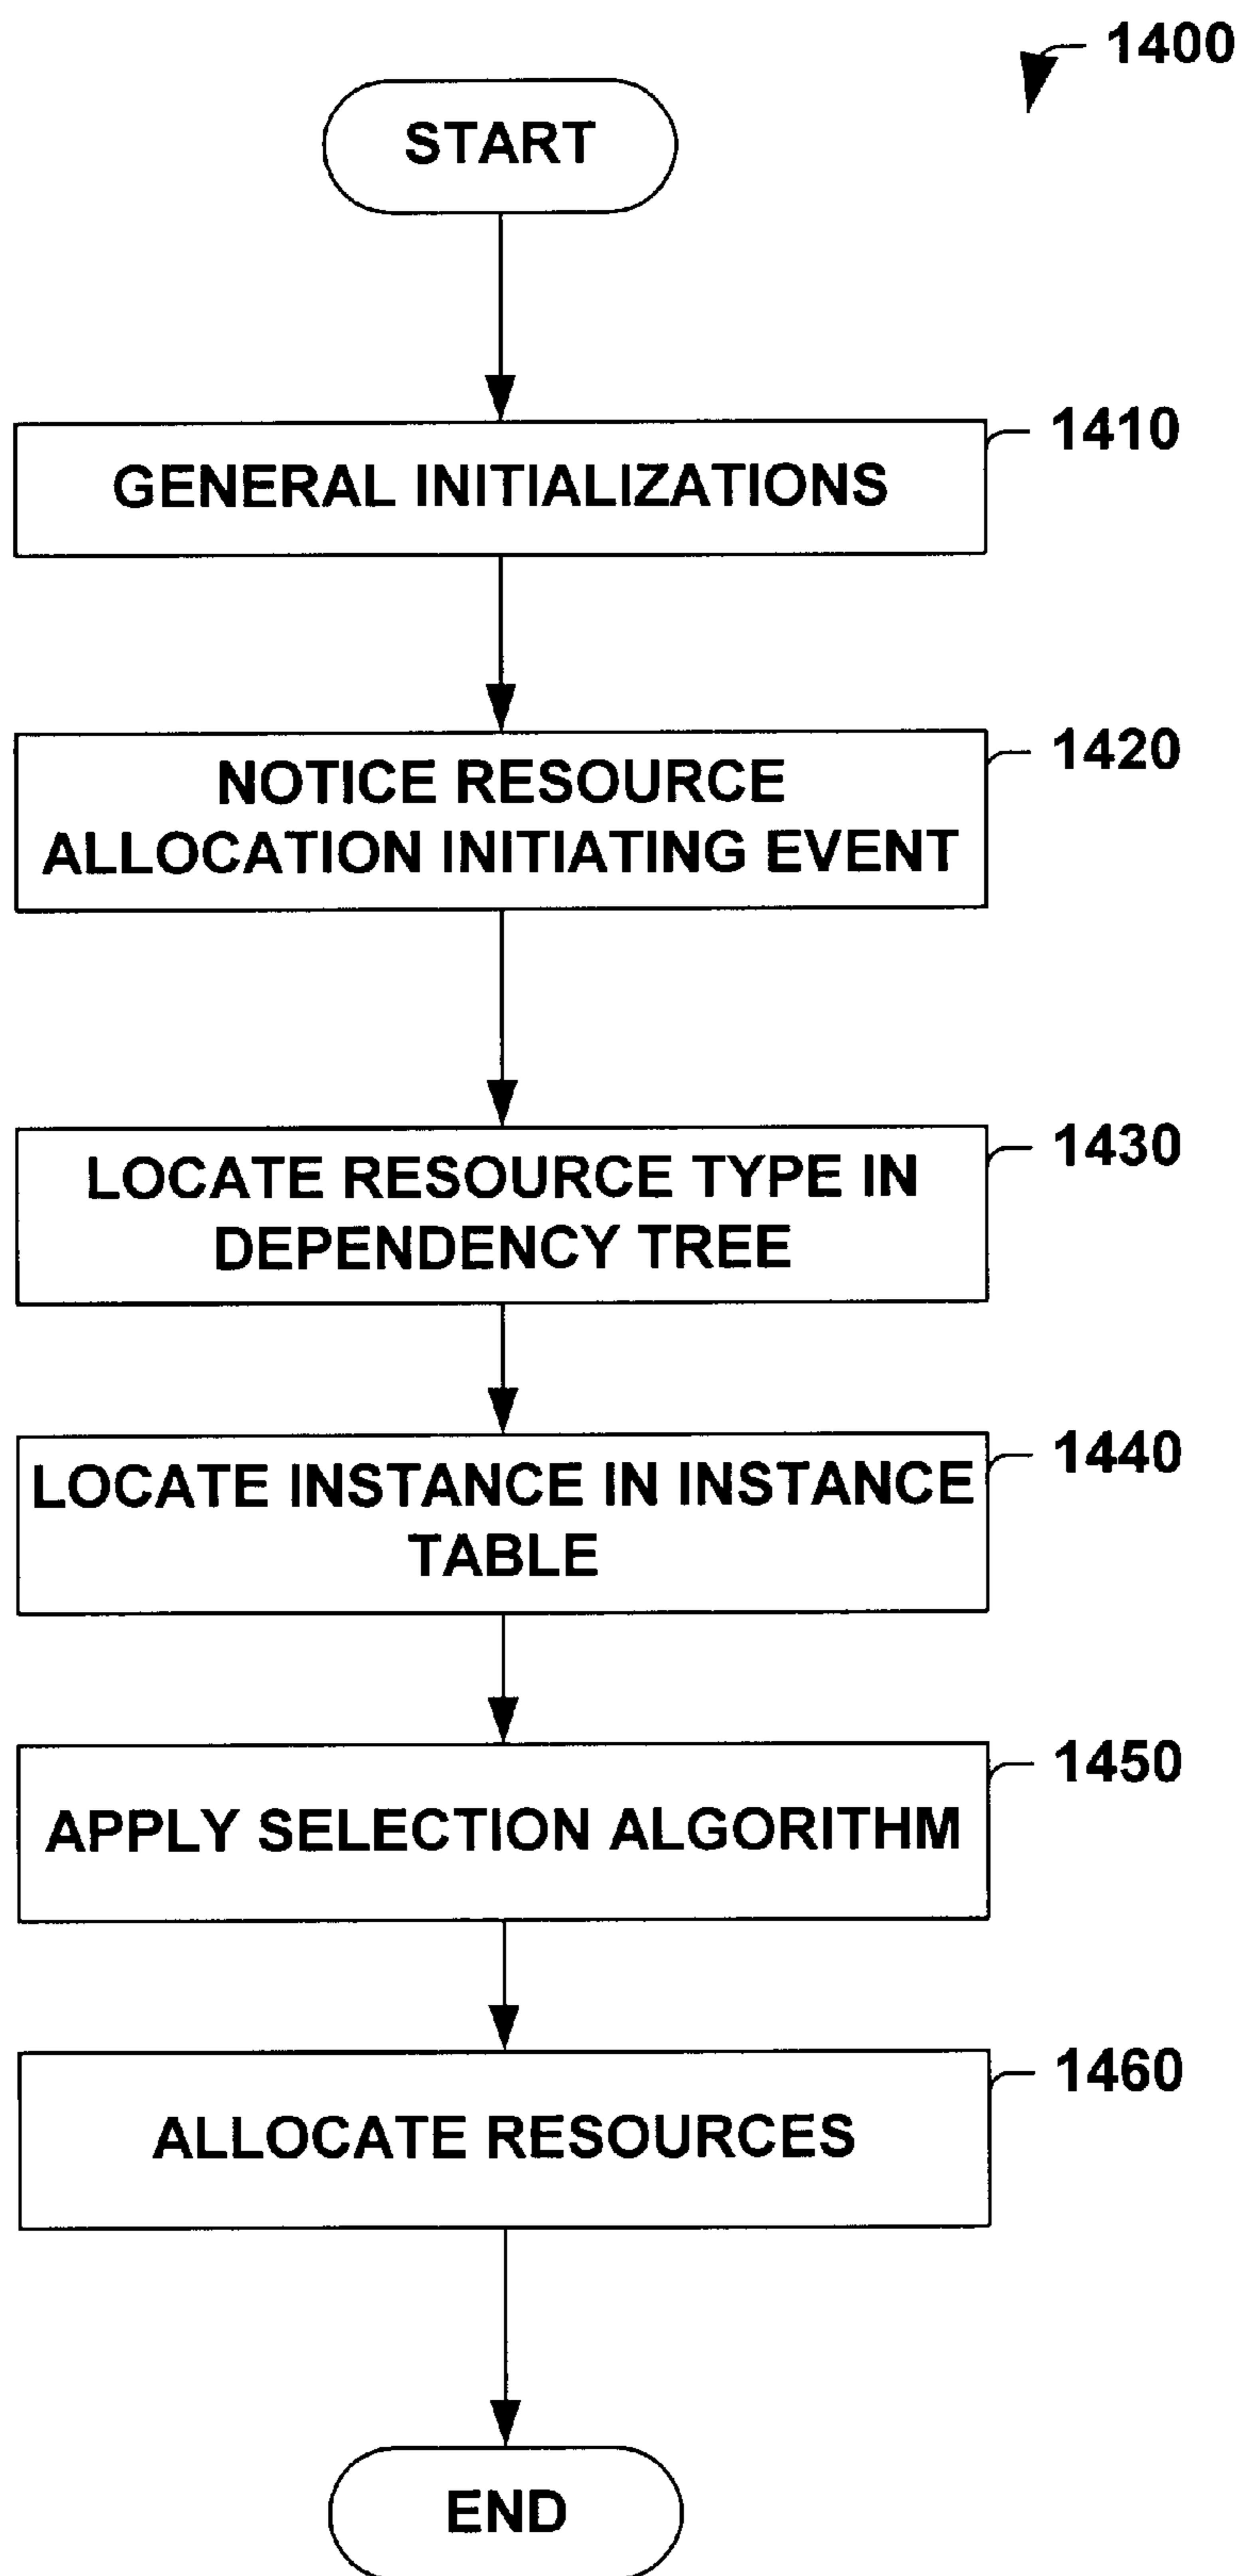 1400
START
1410
GENERAL INITIALIZATIONS
1420
NOTICE RESOURCE
ALLOCATION INITIATING EVENT
1430
LOCATE RESOURCE TYPE IN
DEPENDENCY TREE
1440
LOCATE INSTANCE IN INSTANCE
TABLE
1450
APPLY SELECTION ALGORITHM
1460
ALLOCATE RESOURCES
END